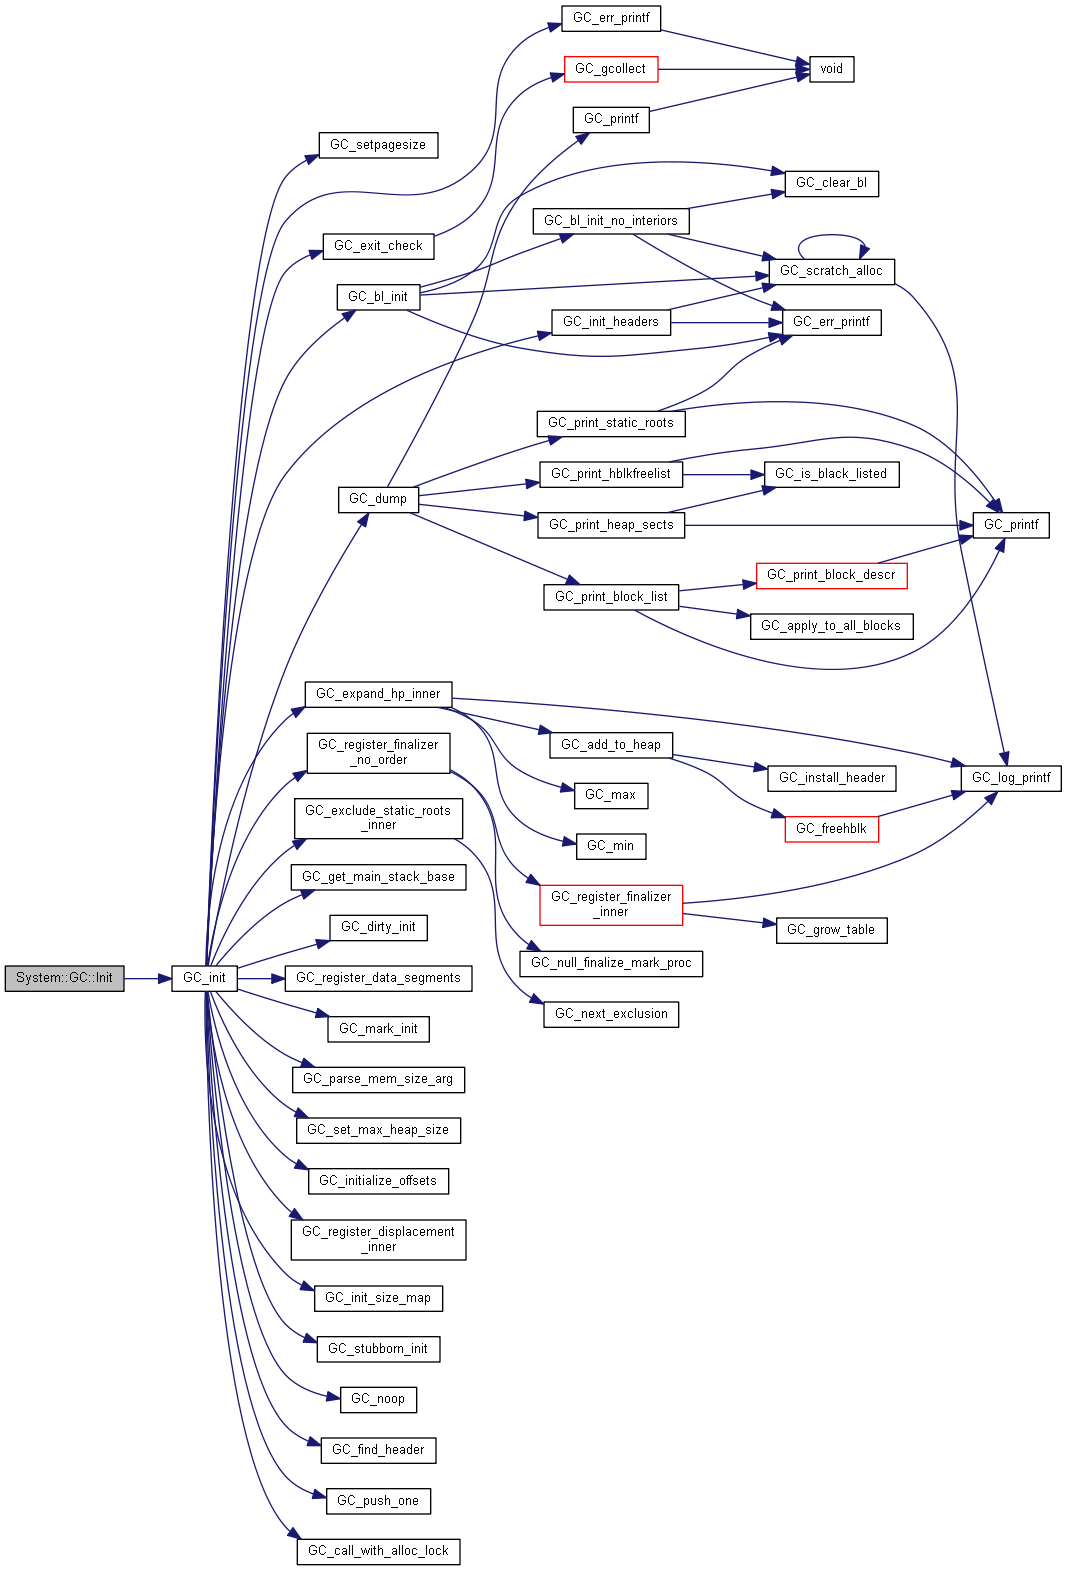 GC_err_printf
GC_gcollect
void
GC_printf
GC_setpagesize
GC_clear_bl
GC_bl_init_no_interiors
GC_exit_check
GC_scratch_alloc
GC_bl_init
GC_init_headers
GC_err_printf
GC_print_static_roots
GC_print_hblkfreelist
GC_is_black_listed
GC_dump
GC_print_heap_sects
GC_printf
GC_print_block_descr
GC_print_block_list
GC_apply_to_all_blocks
GC_expand_hp_inner
GC_register_finalizer
_no_order
GC_add_to_heap
GC_install_header
GC_log_printf
GC_max
GC_exclude_static_roots
_inner
GC_freehblk
GC_min
GC_get_main_stack_base
GC_register_finalizer
_inner
GC_dirty_init
GC_grow_table
GC_null_finalize_mark_proc
System::GC::Init
GC_init
GC_register_data_segments
GC_next_exclusion
GC_mark_init
GC_parse_mem_size_arg
GC_set_max_heap_size
GC_initialize_offsets
GC_register_displacement
_inner
GC_init_size_map
GC_stubborn_init
GC_noop
GC_find_header
GC_push_one
GC_call_with_alloc_lock